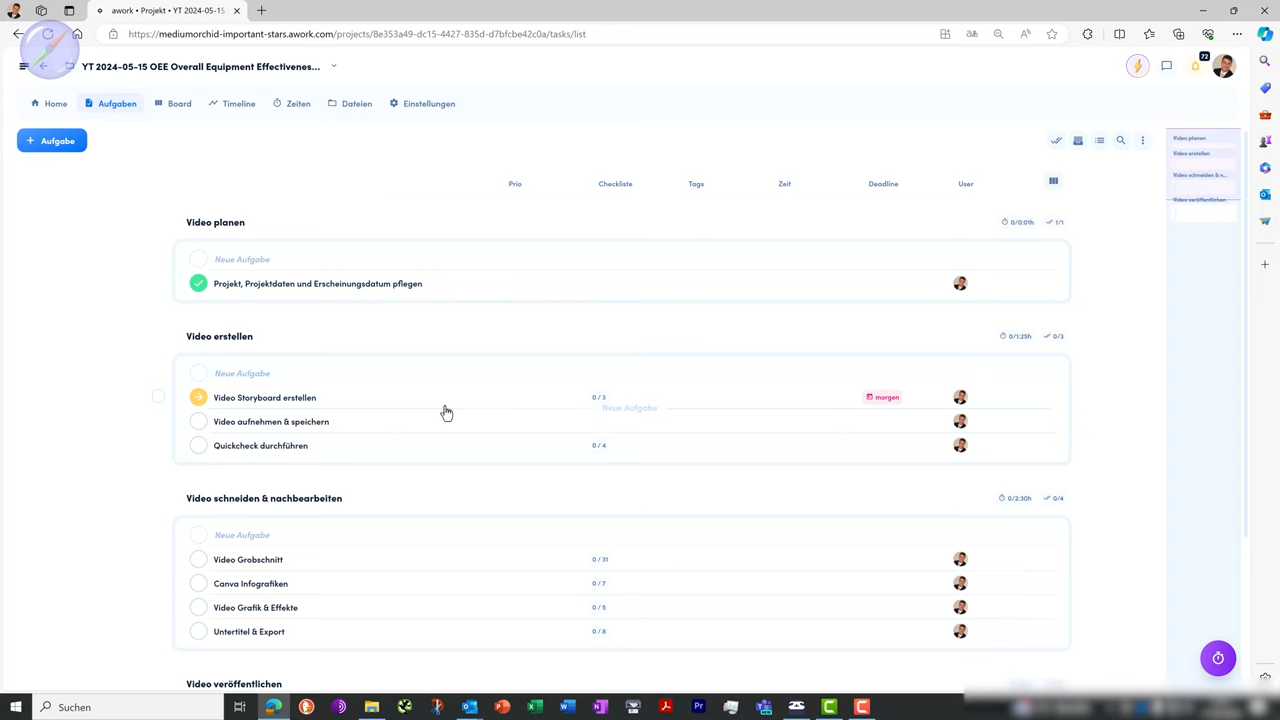 awork • Projekt • YT 2024-05-15
https://mediumorchid-important-stars.awork.com/projects/8e353a49-dc15-4427-835d-d7bfcbe42c0a/tasks/list
YT 2024-05-15 OEE Overall Equipment Effectivenes...
72
Home
Aufgaben
Board
Timeline
Zeiten
Dateien
Einstellungen
+ Aufgabe
Prio
Checkliste
Tags
Zeit
Deadline
User
Video planen
0/0:01h
1/1
Neue Aufgabe
Projekt, Projektdaten und Erscheinungsdatum pflegen
Video erstellen
0/1:25h
0/3
Neue Aufgabe
Video Storyboard erstellen
0 / 3
morgen
Neue Aufgabe
Video aufnehmen & speichern
Quickcheck durchführen
0 / 4
Video schneiden & nachbearbeiten
0/2:30h
0/4
Neue Aufgabe
Video Grobschnitt
0 / 31
Canva Infografiken
0 / 7
Video Grafik & Effekte
0 / 5
Untertitel & Export
0 / 8
Video veröffentlichen
Video planen
Video erstellen
Video schneiden & n...
Video veröffentlichen
Suchen